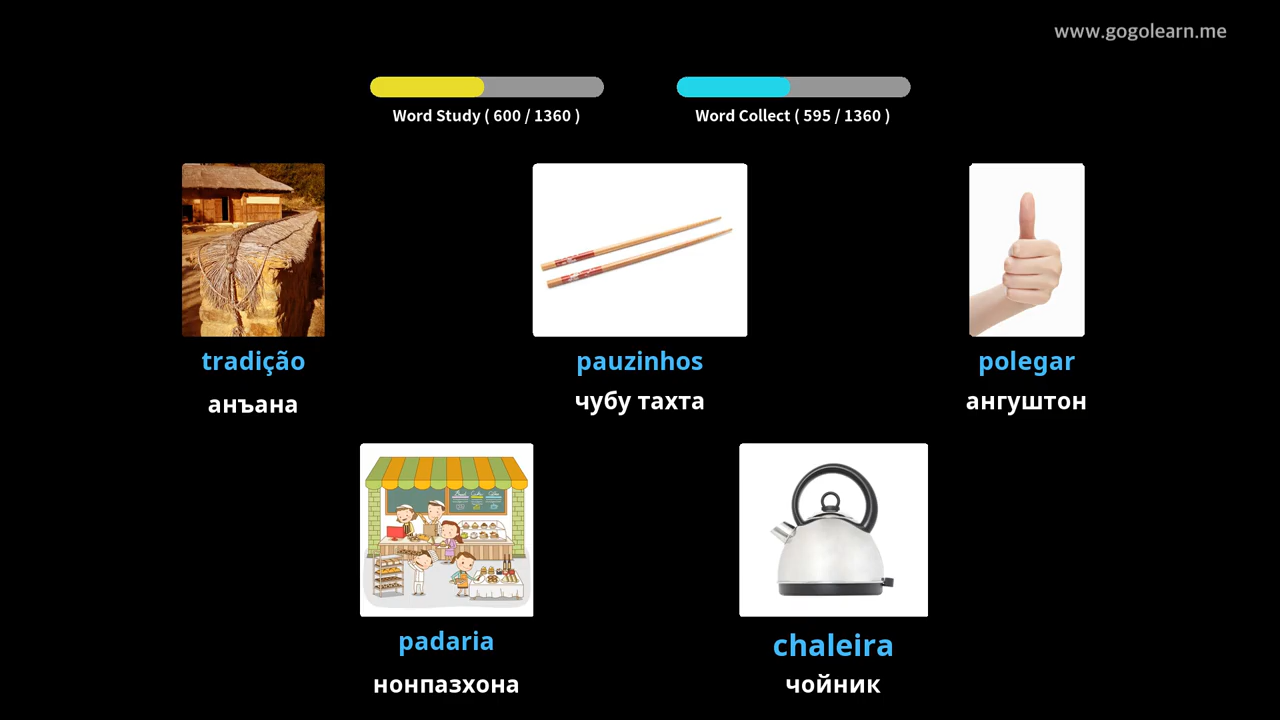 www.gogolearn.me
Word Study ( 600 / 1360 )
Word Collect ( 595 / 1360 )
tradição
анъана
pauzinhos
чубу тахта
polegar
ангуштон
padaria
нонпазхона
chaleira
чойник